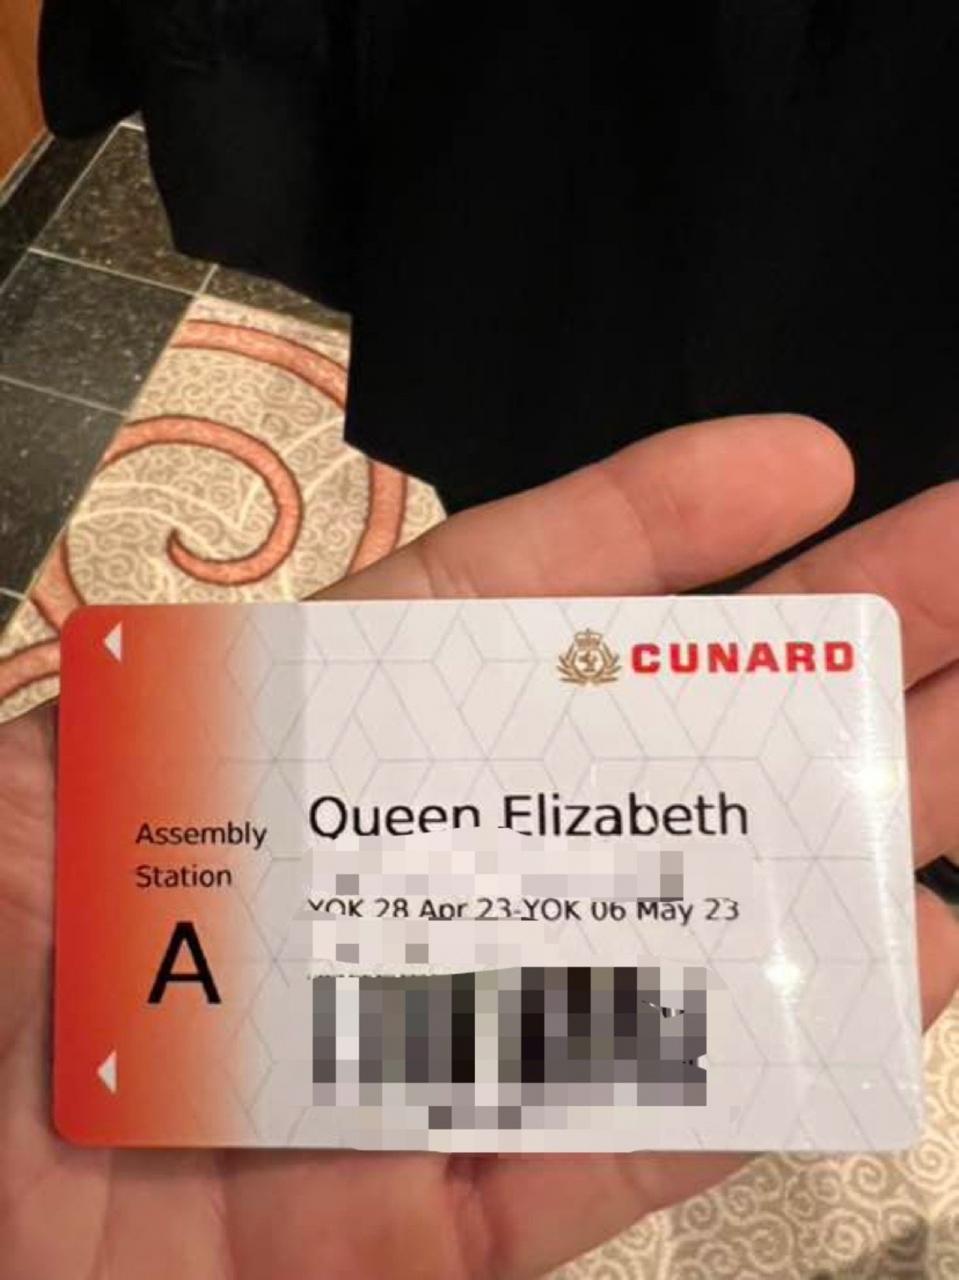 CUNARD
Queen Elizabeth
Assembly
Station
A
YOK 28 Apr 23-YOK 06 May 23